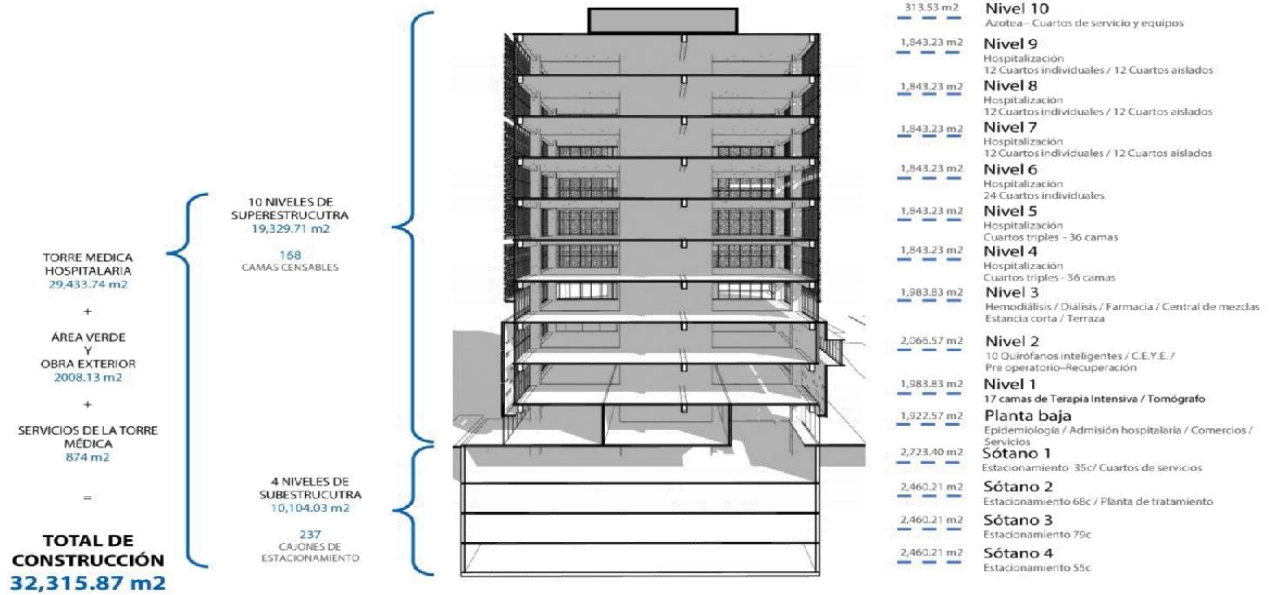 TORRE MEDICA
HOSPITALARIA
29,433.74 m2
+
ÁREA VERDE
Y
OBRA EXTERIOR
2008.13 m2
+
SERVICIOS DE LA TORRE
MÉDICA
874 m2
=
TOTAL DE
CONSTRUCCIÓN
32,315.87 m2
10 NIVELES DE
SUPERESTRUCUTRA
19,329.71 m2
168
CAMAS CENSABLES
4 NIVELES DE
SUBESTRUCUTRA
10,104.03 m2
237
CAJONES DE
ESTACIONAMIENTO
313.53 m2 Nivel 10
Azotea - Cuartos de servicio y equipos
1,843.23 m2 Nivel 9
Hospitalización
12 Cuartos individuales / 12 Cuartos aislados
1,843.23 m2 Nivel 8
Hospitalización
12 Cuartos individuales / 12 Cuartos aislados
1,843.23 m2 Nivel 7
Hospitalización
12 Cuartos individuales / 12 Cuartos aislados
1,843.23 m2 Nivel 6
Hospitalización
24 Cuartos individuales
1,843.23 m2 Nivel 5
Hospitalización
Cuartos triples - 36 camas
1,843.23 m2 Nivel 4
Hospitalización
Cuartos triples - 36 camas
1,983.83 m2 Nivel 3
Hemodiálisis / Diálisis / Farmacia / Central de mezclas
Estancia corta / Terraza
2,066.57 m2 Nivel 2
10 Quirófanos inteligentes / C.E.Y.E. /
Pre operatorio-Recuperación
1,983.83 m2 Nivel 1
17 camas de Terapia Intensiva / Tomógrafo
1,922.57 m2 Planta baja
Epidemiología / Admisión hospitalaria / Comercios /
Servicios
2,723.40 m2 Sótano 1
Estacionamiento 35c/ Cuartos de servicios
2,460.21 m2 Sótano 2
Estacionamiento 68c / Planta de tratamiento
2,460.21 m2 Sótano 3
Estacionamiento 79c
2,460.21 m2 Sótano 4
Estacionamiento 55c